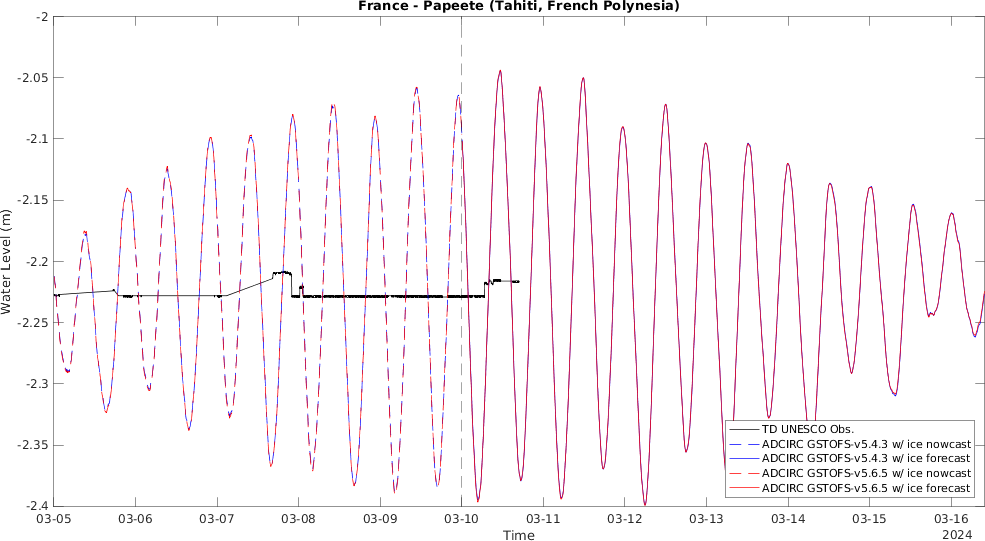 France - Papeete (Tahiti, French Polynesia)
-2
-2.05
-2.1
-2.15
-2.2
-2.25
-2.3
-2.35
-2.4
Water Level (m)
TD UNESCO Obs.
ADCIRC GSTOFS-v5.4.3 w/ ice nowcast
ADCIRC GSTOFS-v5.4.3 w/ ice forecast
ADCIRC GSTOFS-v5.6.5 w/ ice nowcast
ADCIRC GSTOFS-v5.6.5 w/ ice forecast
03-05 03-06 03-07 03-08 03-09 03-10 03-11 03-12 03-13 03-14 03-15 03-16
Time
2024